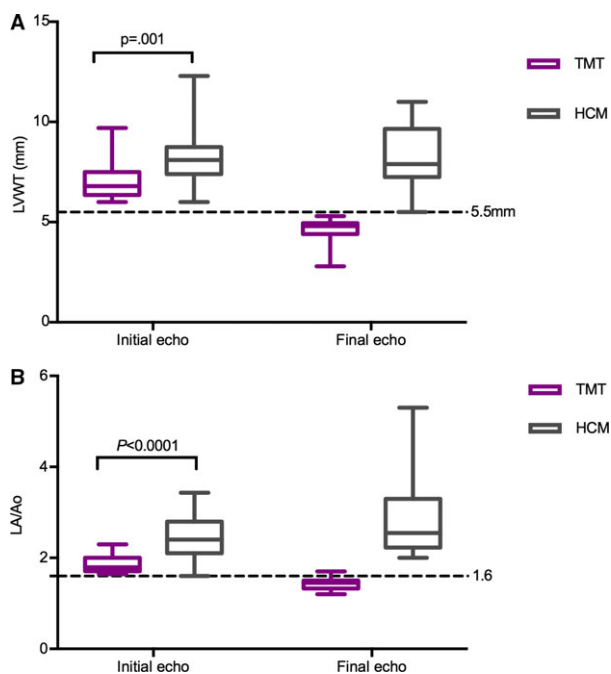 A
15
p=.001
TMT
HCM
10
LVWT (mm)
5.5mm
5
0
Initial echo
Final echo
B
6
P<0.0001
TMT
HCM
4
LA/Ao
2
1.6
0
Initial echo
Final echo